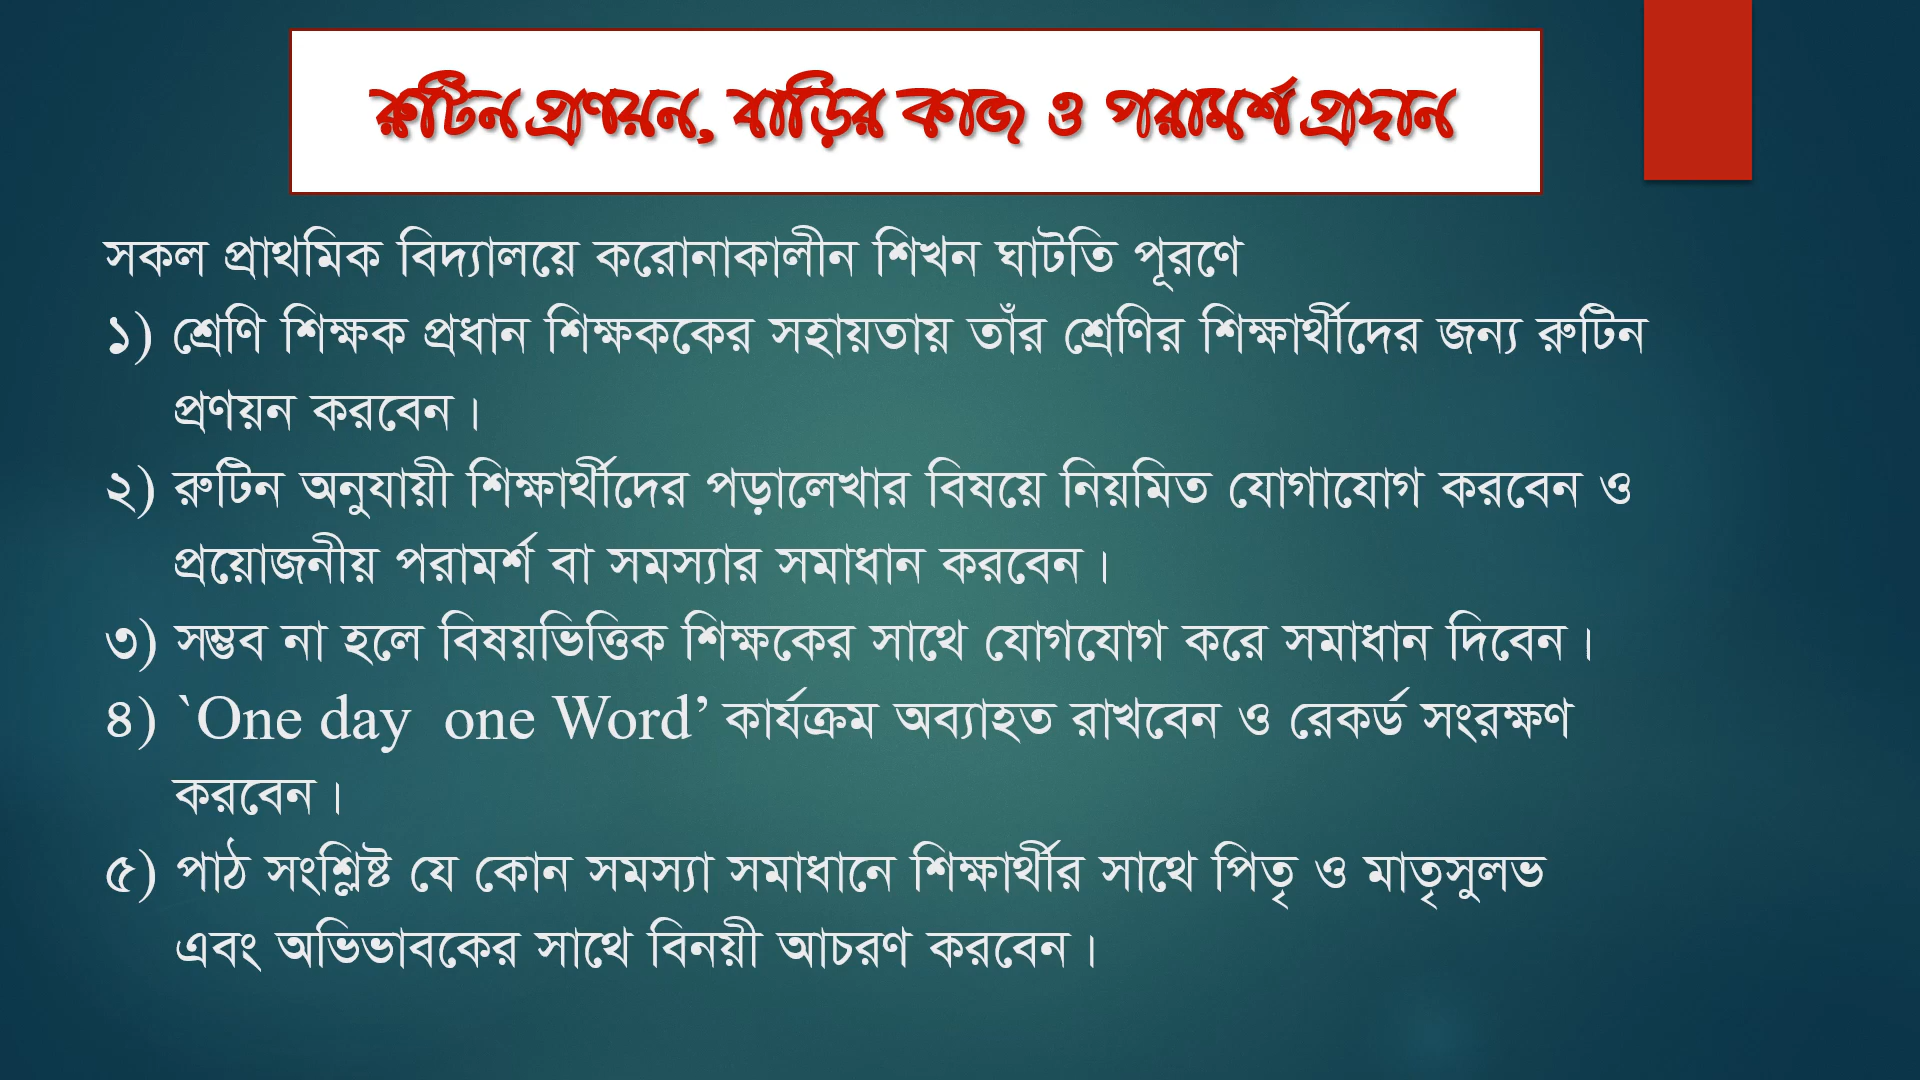 রুটিন প্রণয়ন, বাড়ির কাজ ও পরামর্শ প্রদান
সকল প্রাথমিক বিদ্যালয়ে করোনাকালীন শিখন ঘাটতি পূরণে
১) শ্রেণি শিক্ষক প্রধান শিক্ষককের সহায়তায় তাঁর শ্রেণির শিক্ষার্থীদের জন্য রুটিন
প্রণয়ন করবেন।
২) রুটিন অনুযায়ী শিক্ষার্থীদের পড়ালেখার বিষয়ে নিয়মিত যোগাযোগ করবেন ও
প্রয়োজনীয় পরামর্শ বা সমস্যার সমাধান করবেন।
৩) সম্ভব না হলে বিষয়ভিত্তিক শিক্ষকের সাথে যোগযোগ করে সমাধান দিবেন।
৪) `One day  one Word’ কার্যক্রম অব্যাহত রাখবেন ও রেকর্ড সংরক্ষণ
করবেন।
৫) পাঠ সংশ্লিষ্ট যে কোন সমস্যা সমাধানে শিক্ষার্থীর সাথে পিতৃ ও মাতৃসুলভ
এবং অভিভাবকের সাথে বিনয়ী আচরণ করবেন।